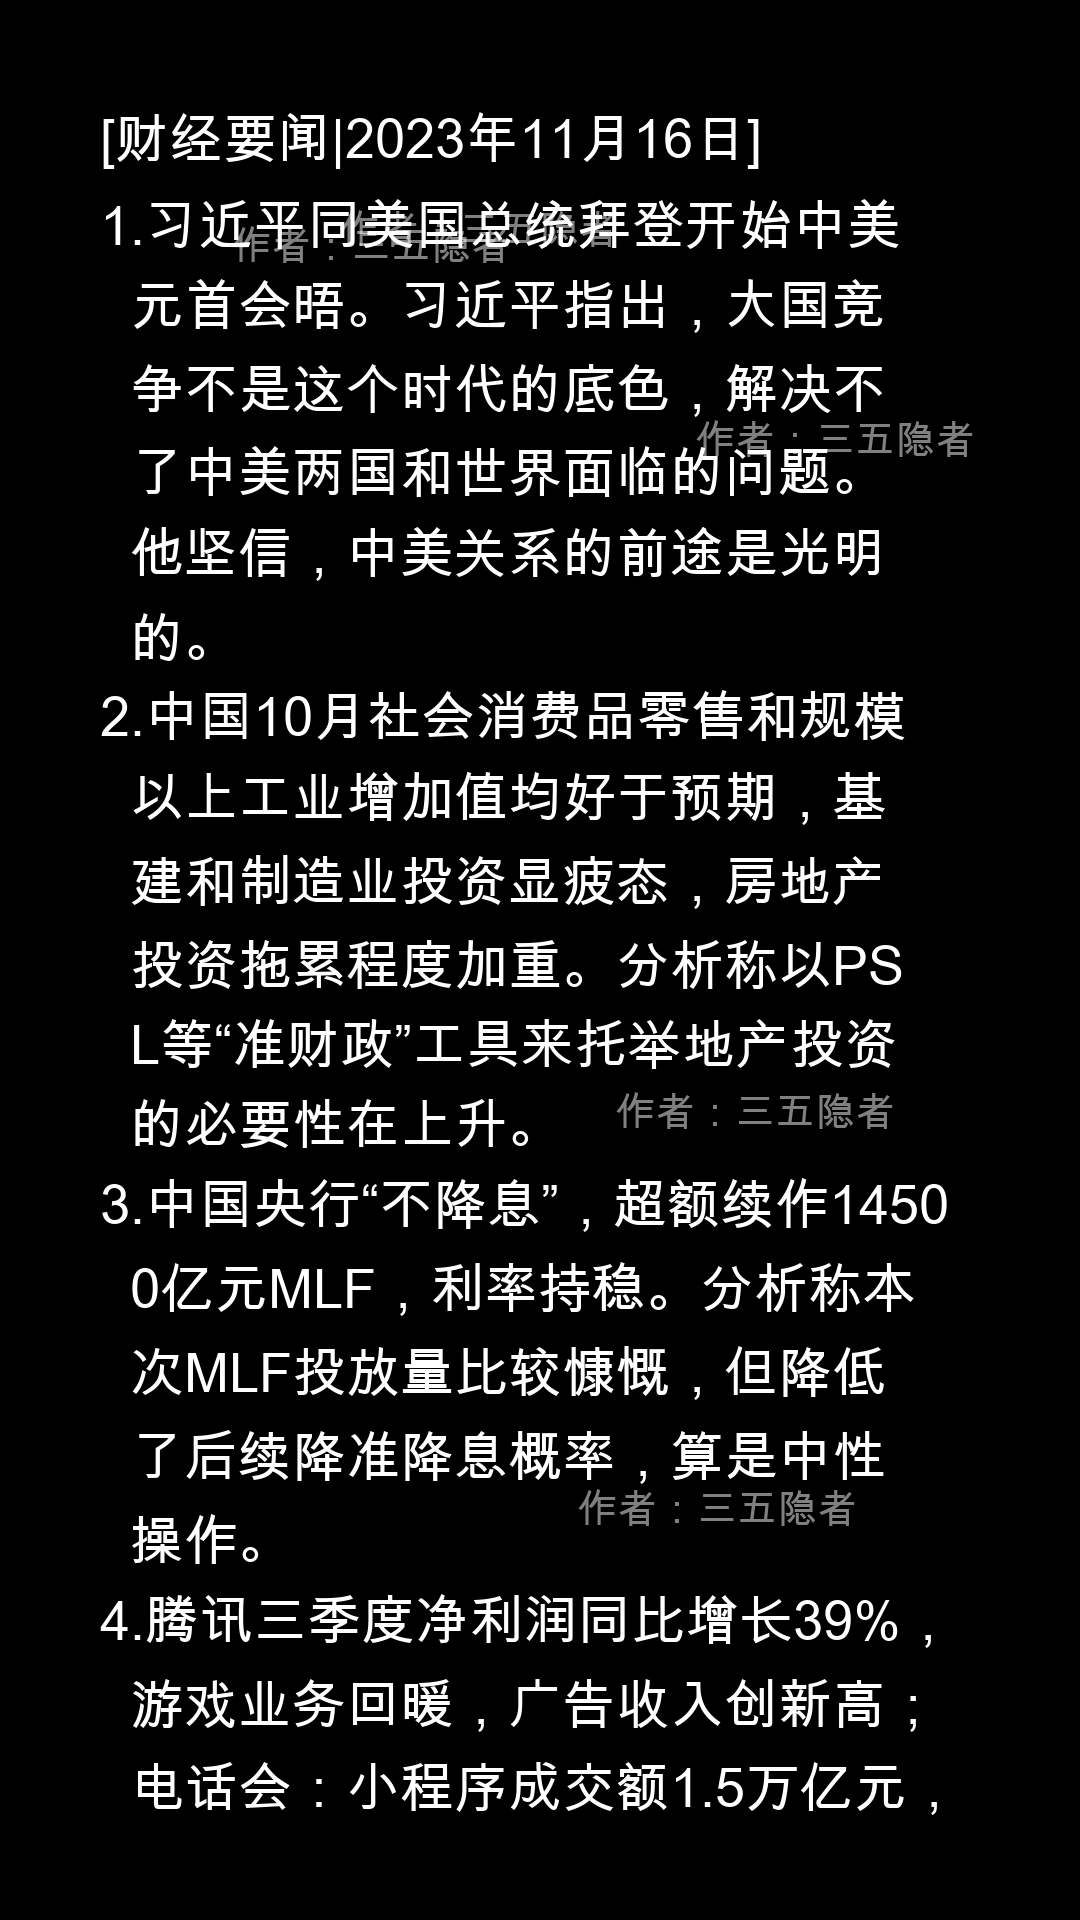 [财经要闻|2023年11月16日]
1.习近平同美国总统拜登开始中美
作者：三五隐者
作者：三五隐者
元首会晤。习近平指出，大国竞
争不是这个时代的底色，解决不
作者：三五隐者
了中美两国和世界面临的问题。
他坚信，中美关系的前途是光明
的。
2.中国10月社会消费品零售和规模
以上工业增加值均好于预期，基
建和制造业投资显疲态，房地产
投资拖累程度加重。分析称以PS
L等“准财政”工具来托举地产投资
的必要性在上升。
作者：三五隐者
3.中国央行“不降息”，超额续作1450
0亿元MLF，利率持稳。分析称本
次MLF投放量比较慷慨，但降低
了后续降准降息概率，算是中性
作者：三五隐者
操作。
4.腾讯三季度净利润同比增长39%，
游戏业务回暖，广告收入创新高；
电话会：小程序成交额1.5万亿元，